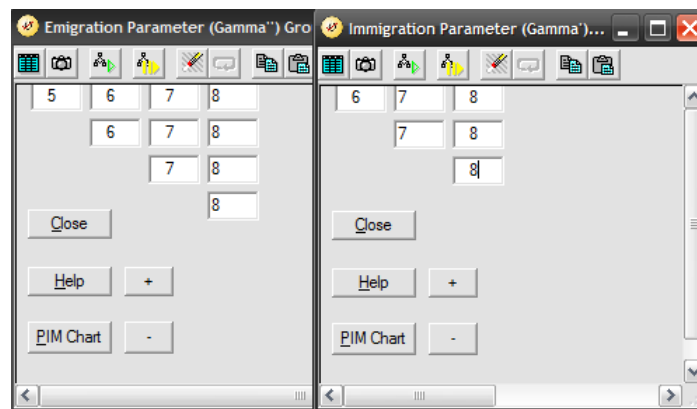 Emigration Parameter (Gamma'') Gro
5 6 7 8
6 7 8
7 8
8
Close
Help +
PIM Chart -
Immigration Parameter (Gamma')...
6 7 8
7 8
8
Close
Help +
PIM Chart -